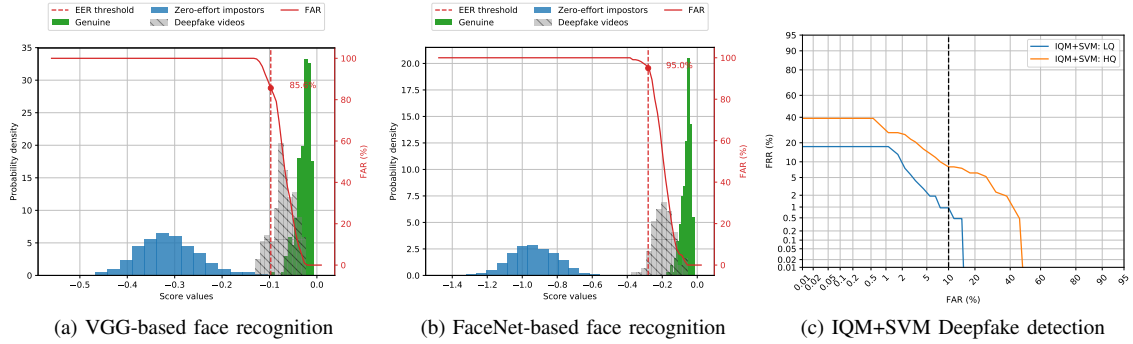 EER threshold
Genuine
Zero-effort impostors
Deepfake videos
FAR
35
30
25
20
15
10
5
0
Probability density
100
80
60
40
20
0
FAR (%)
−0.5 −0.4 −0.3 −0.2 −0.1 0.0
Score values
(a) VGG-based face recognition
EER threshold
Genuine
Zero-effort impostors
Deepfake videos
FAR
95.0%
20.0
17.5
15.0
12.5
10.0
7.5
5.0
2.5
0.0
Probability density
100
80
60
40
20
0
FAR (%)
−1.4 −1.2 −1.0 −0.8 −0.6 −0.4 −0.2 0.0
Score values
(b) FaceNet-based face recognition
IQM+SVM: LQ
IQM+SVM: HQ
95
90
80
60
40
20
10
5
2
1
0.5
0.2
0.1
0.05
0.02
0.01
FRR (%)
0.01 0.02 0.05 0.1 0.2 0.5 1 2 5 10 20 40 60 80 90 95
FAR (%)
(c) IQM+SVM Deepfake detection